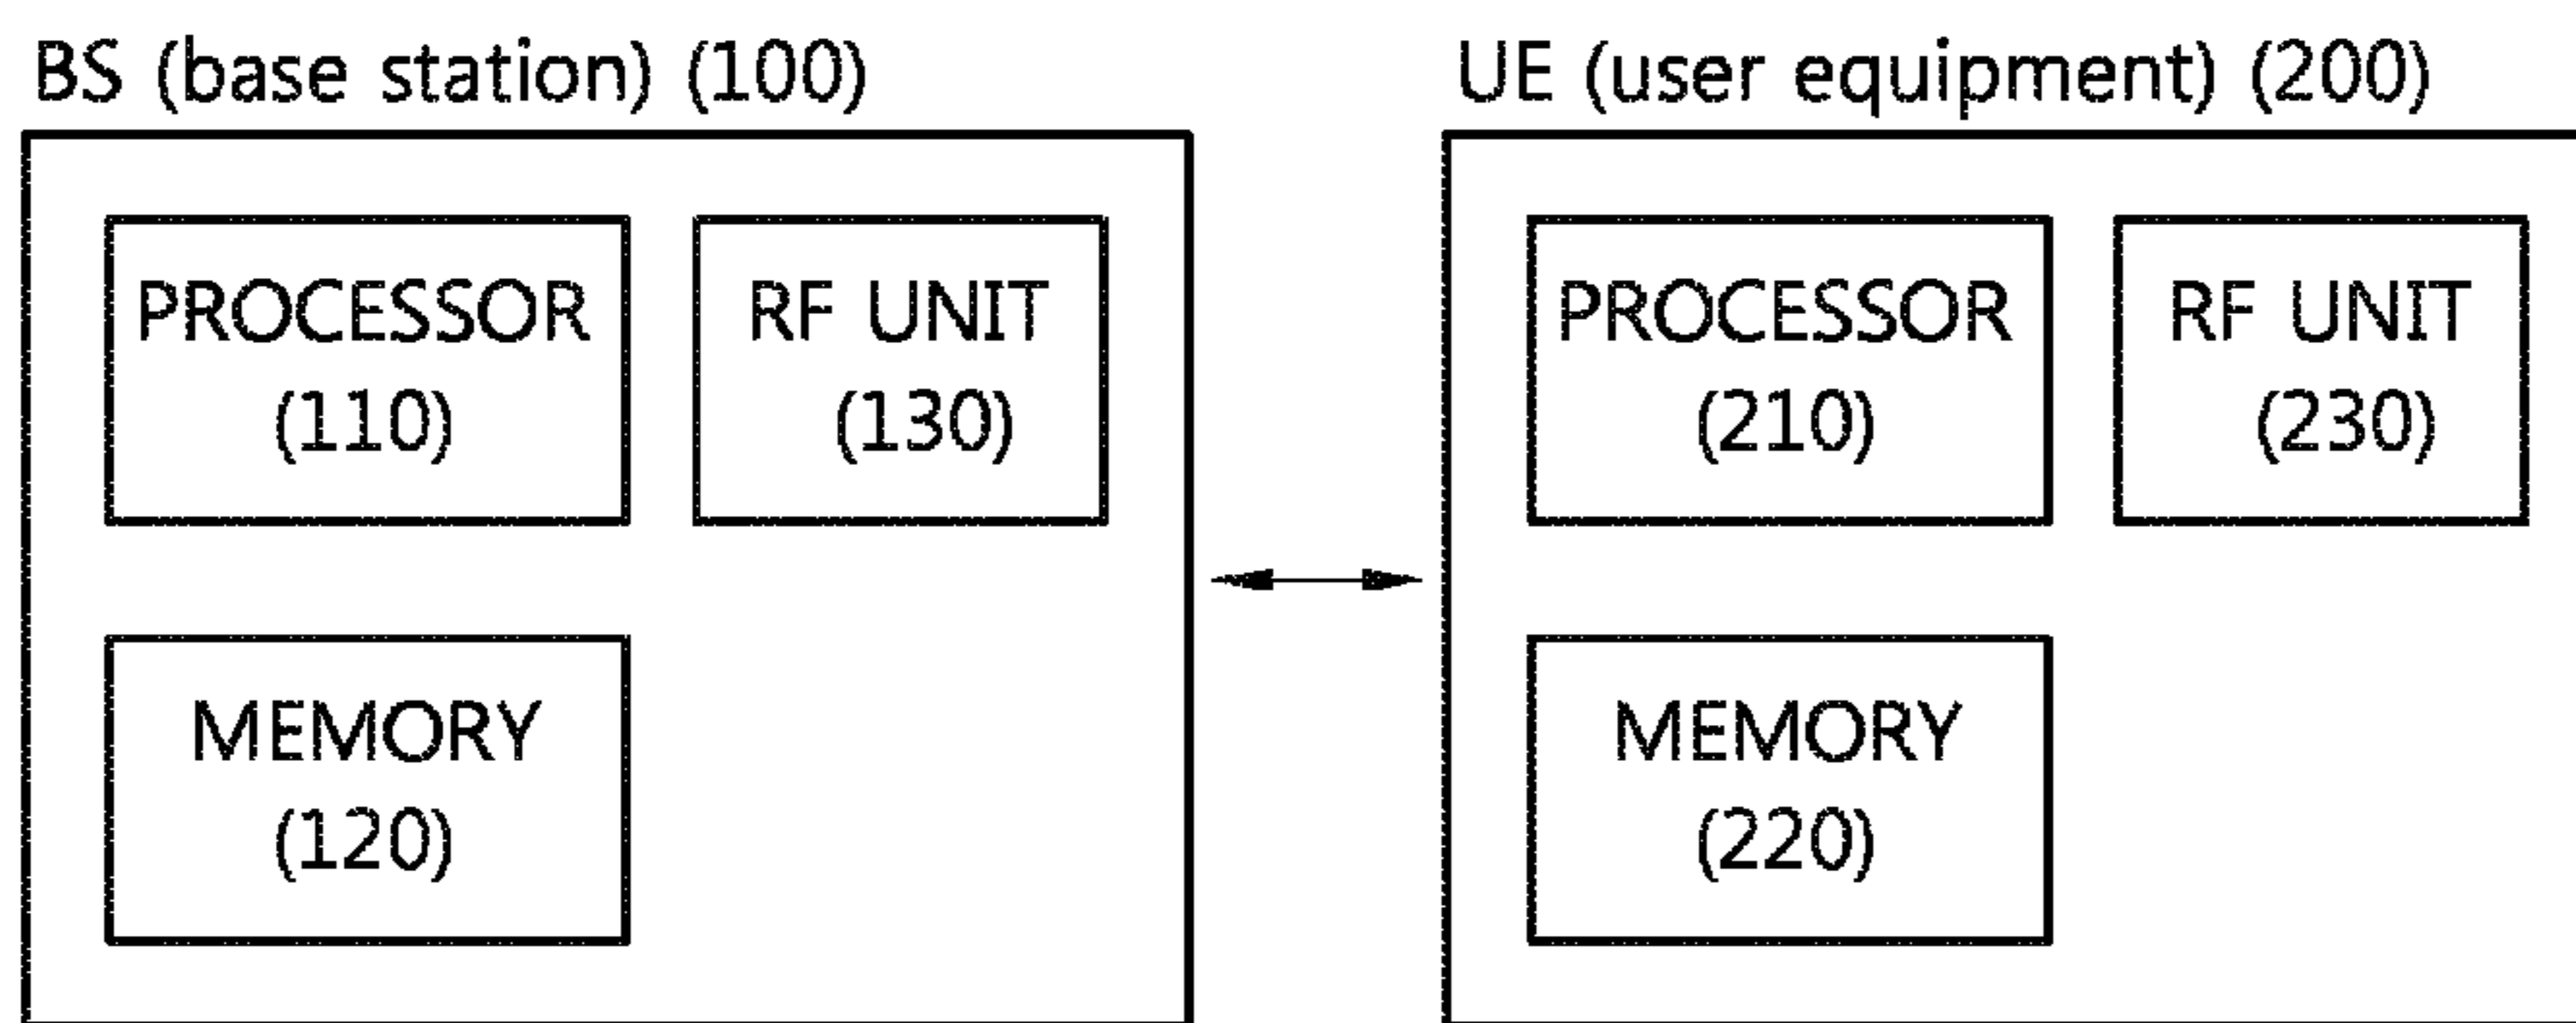 BS (base station) (100)
UE (user equipment) (200)
PROCESSOR
(110)
RF UNIT
(130)
PROCESSOR
(210)
RF UNIT
(230)
MEMORY
(120)
MEMORY
(220)